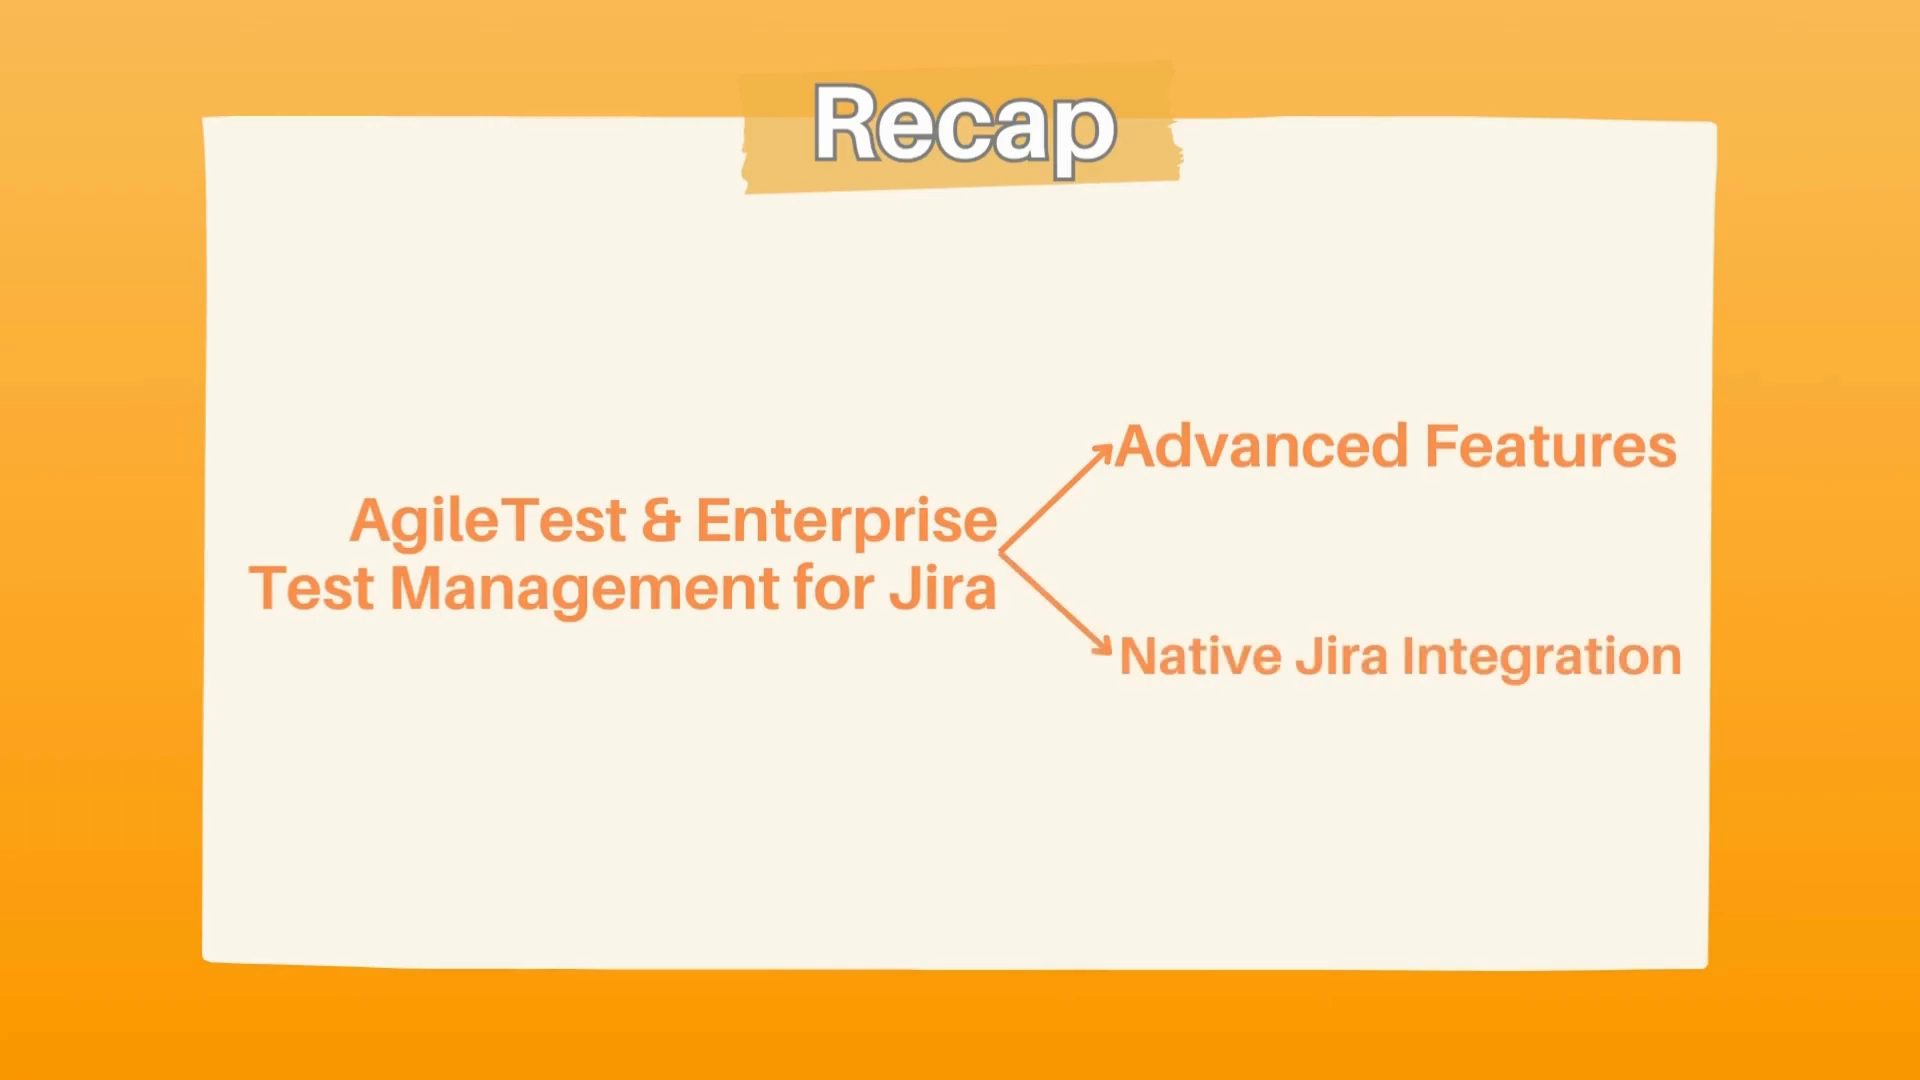 Recap
AgileTest & Enterprise
Test Management for Jira
Advanced Features
Native Jira Integration